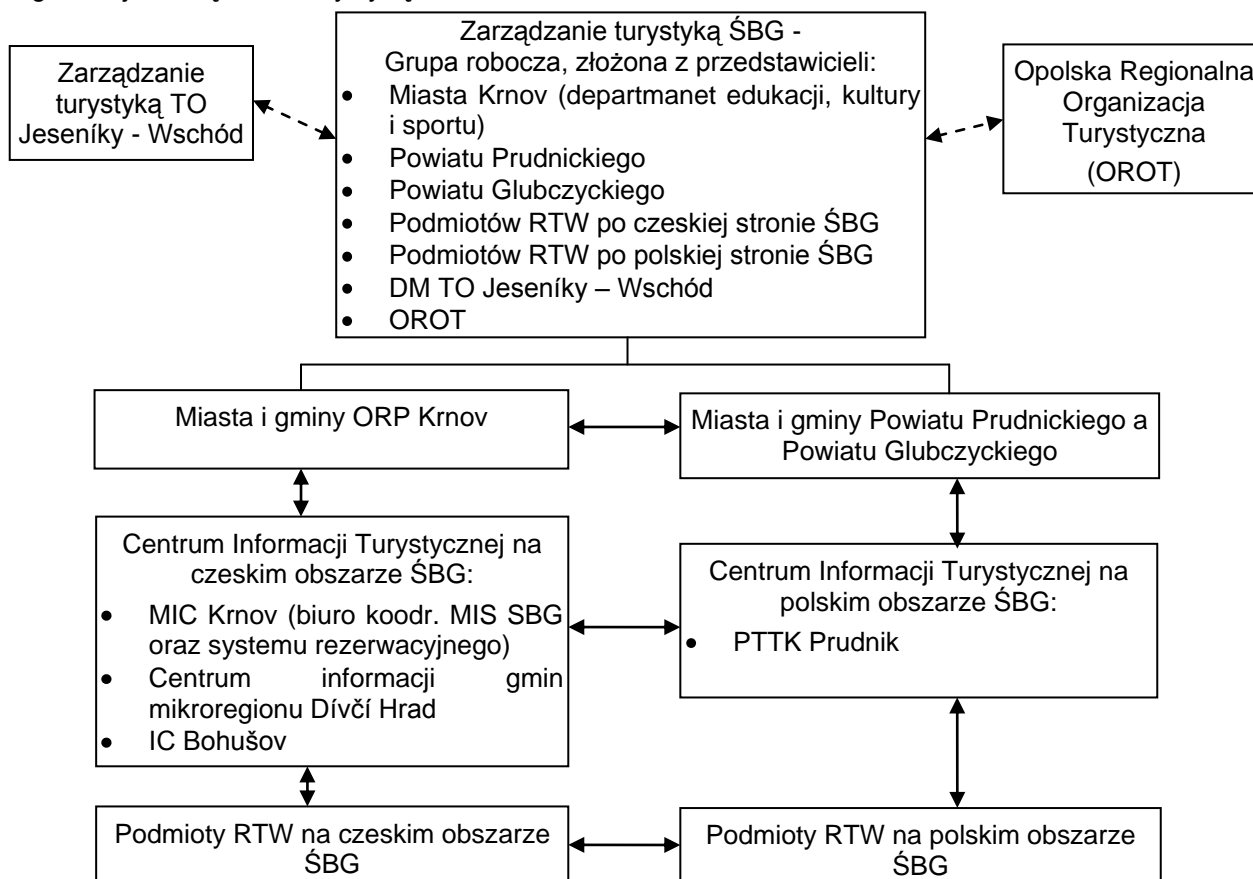 Zarządzanie turystyką ŚBG -
Grupa robocza, złożona z przedstawicieli:
• Miasta Krnov (departmanet edukacji, kultury
i sportu)
• Powiatu Prudnickiego
• Powiatu Glubczyckiego
• Podmiotów RTW po czeskiej stronie ŚBG
• Podmiotów RTW po polskiej stronie ŚBG
• DM TO Jeseníky – Wschód
• OROT
Zarządzanie
turystyką TO
Jeseníky - Wschód
Opolska Regionalna
Organizacja
Turystyczna
(OROT)
Miasta i gminy ORP Krnov
Miasta i gminy Powiatu Prudnickiego a
Powiatu Glubczyckiego
Centrum Informacji Turystycznej na
czeskim obszarze ŚBG:
• MIC Krnov (biuro koodr. MIS SBG
oraz systemu rezerwacyjnego)
• Centrum informacji gmin
mikroregionu Dívčí Hrad
• IC Bohušov
Centrum Informacji Turystycznej na
polskim obszarze ŚBG:
• PTTK Prudnik
Podmioty RTW na czeskim obszarze
ŚBG
Podmioty RTW na polskim obszarze
ŚBG